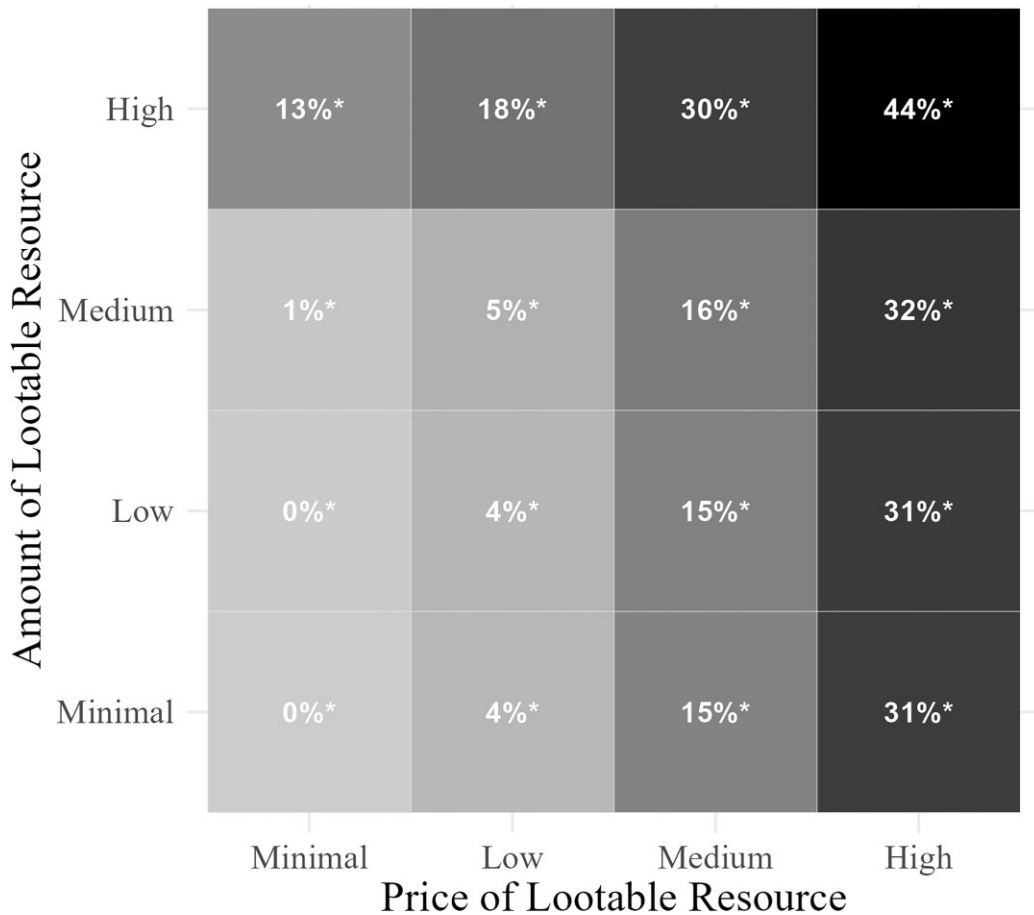 Amount of Lootable Resource
High 13%* 18%* 30%* 44%*
Medium 1%* 5%* 16%* 32%*
Low 0%* 4%* 15%* 31%*
Minimal 0%* 4%* 15%* 31%*
Minimal Low Medium High
Price of Lootable Resource